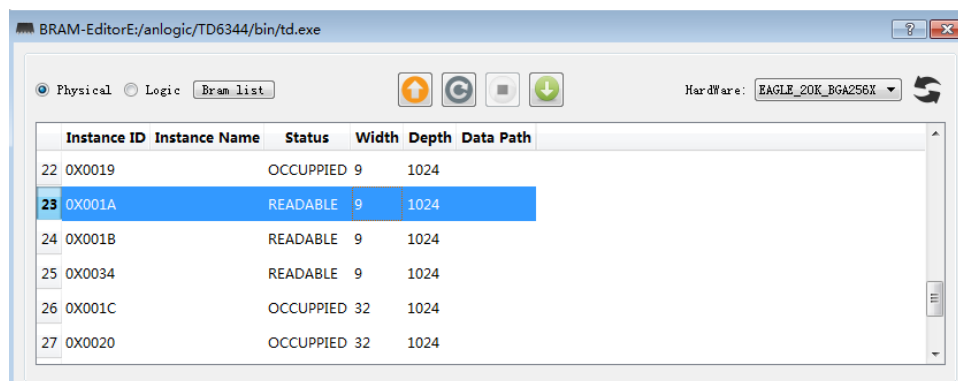 BRAM-EditorE:/anlogic/TD6344/bin/td.exe
Physical Logic Bram list HardWare: EAGLE_20K_BGA256X
Instance ID Instance Name Status Width Depth Data Path
22 0X0019 OCCUPPIED 9 1024
23 0X001A READABLE 9 1024
24 0X001B READABLE 9 1024
25 0X0034 READABLE 9 1024
26 0X001C OCCUPPIED 32 1024
27 0X0020 OCCUPPIED 32 1024